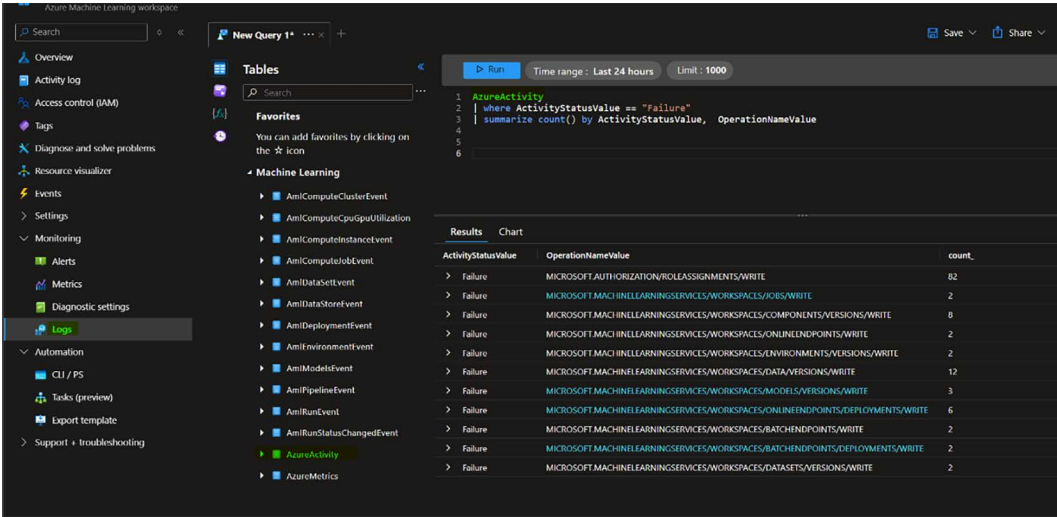 Azure Machine Learning workspace
Search
Overview
Activity log
Access control (IAM)
Tags
Diagnose and solve problems
Resource visualizer
Events
Settings
Monitoring
Alerts
Metrics
Diagnostic settings
Logs
Automation
CLI / PS
Tasks (preview)
Export template
Support + troubleshooting
New Query 1*
Save
Share
Tables
Search
Favorites
You can add favorites by clicking on
the ☆ icon
Machine Learning
AmlComputeClusterEvent
AmlComputeCpuGpuUtilization
AmlComputeInstanceEvent
AmlComputeJobEvent
AmlDataSetEvent
AmlDataStoreEvent
AmlDeploymentEvent
AmlEnvironmentEvent
AmlModelsEvent
AmlPipelineEvent
AmlRunEvent
AmlRunStatusChangedEvent
AzureActivity
AzureMetrics
Run Time range : Last 24 hours Limit : 1000
1 AzureActivity
2 | where ActivityStatusValue == "Failure"
3 | summarize count() by ActivityStatusValue, OperationNameValue
4
5
6
Results Chart
ActivityStatusValue OperationNameValue count_
Failure MICROSOFT.AUTHORIZATION/ROLEASSIGNMENTS/WRITE 82
Failure MICROSOFT.MACHINELEARNINGSERVICES/WORKSPACES/JOBS/WRITE 2
Failure MICROSOFT.MACHINELEARNINGSERVICES/WORKSPACES/COMPONENTS/VERSIONS/WRITE 8
Failure MICROSOFT.MACHINELEARNINGSERVICES/WORKSPACES/ONLINEENDPOINTS/WRITE 2
Failure MICROSOFT.MACHINELEARNINGSERVICES/WORKSPACES/ENVIRONMENTS/VERSIONS/WRITE 2
Failure MICROSOFT.MACHINELEARNINGSERVICES/WORKSPACES/DATA/VERSIONS/WRITE 12
Failure MICROSOFT.MACHINELEARNINGSERVICES/WORKSPACES/MODELS/VERSIONS/WRITE 3
Failure MICROSOFT.MACHINELEARNINGSERVICES/WORKSPACES/ONLINEENDPOINTS/DEPLOYMENTS/WRITE 6
Failure MICROSOFT.MACHINELEARNINGSERVICES/WORKSPACES/BATCHENDPOINTS/WRITE 2
Failure MICROSOFT.MACHINELEARNINGSERVICES/WORKSPACES/BATCHENDPOINTS/DEPLOYMENTS/WRITE 2
Failure MICROSOFT.MACHINELEARNINGSERVICES/WORKSPACES/DATASETS/VERSIONS/WRITE 2